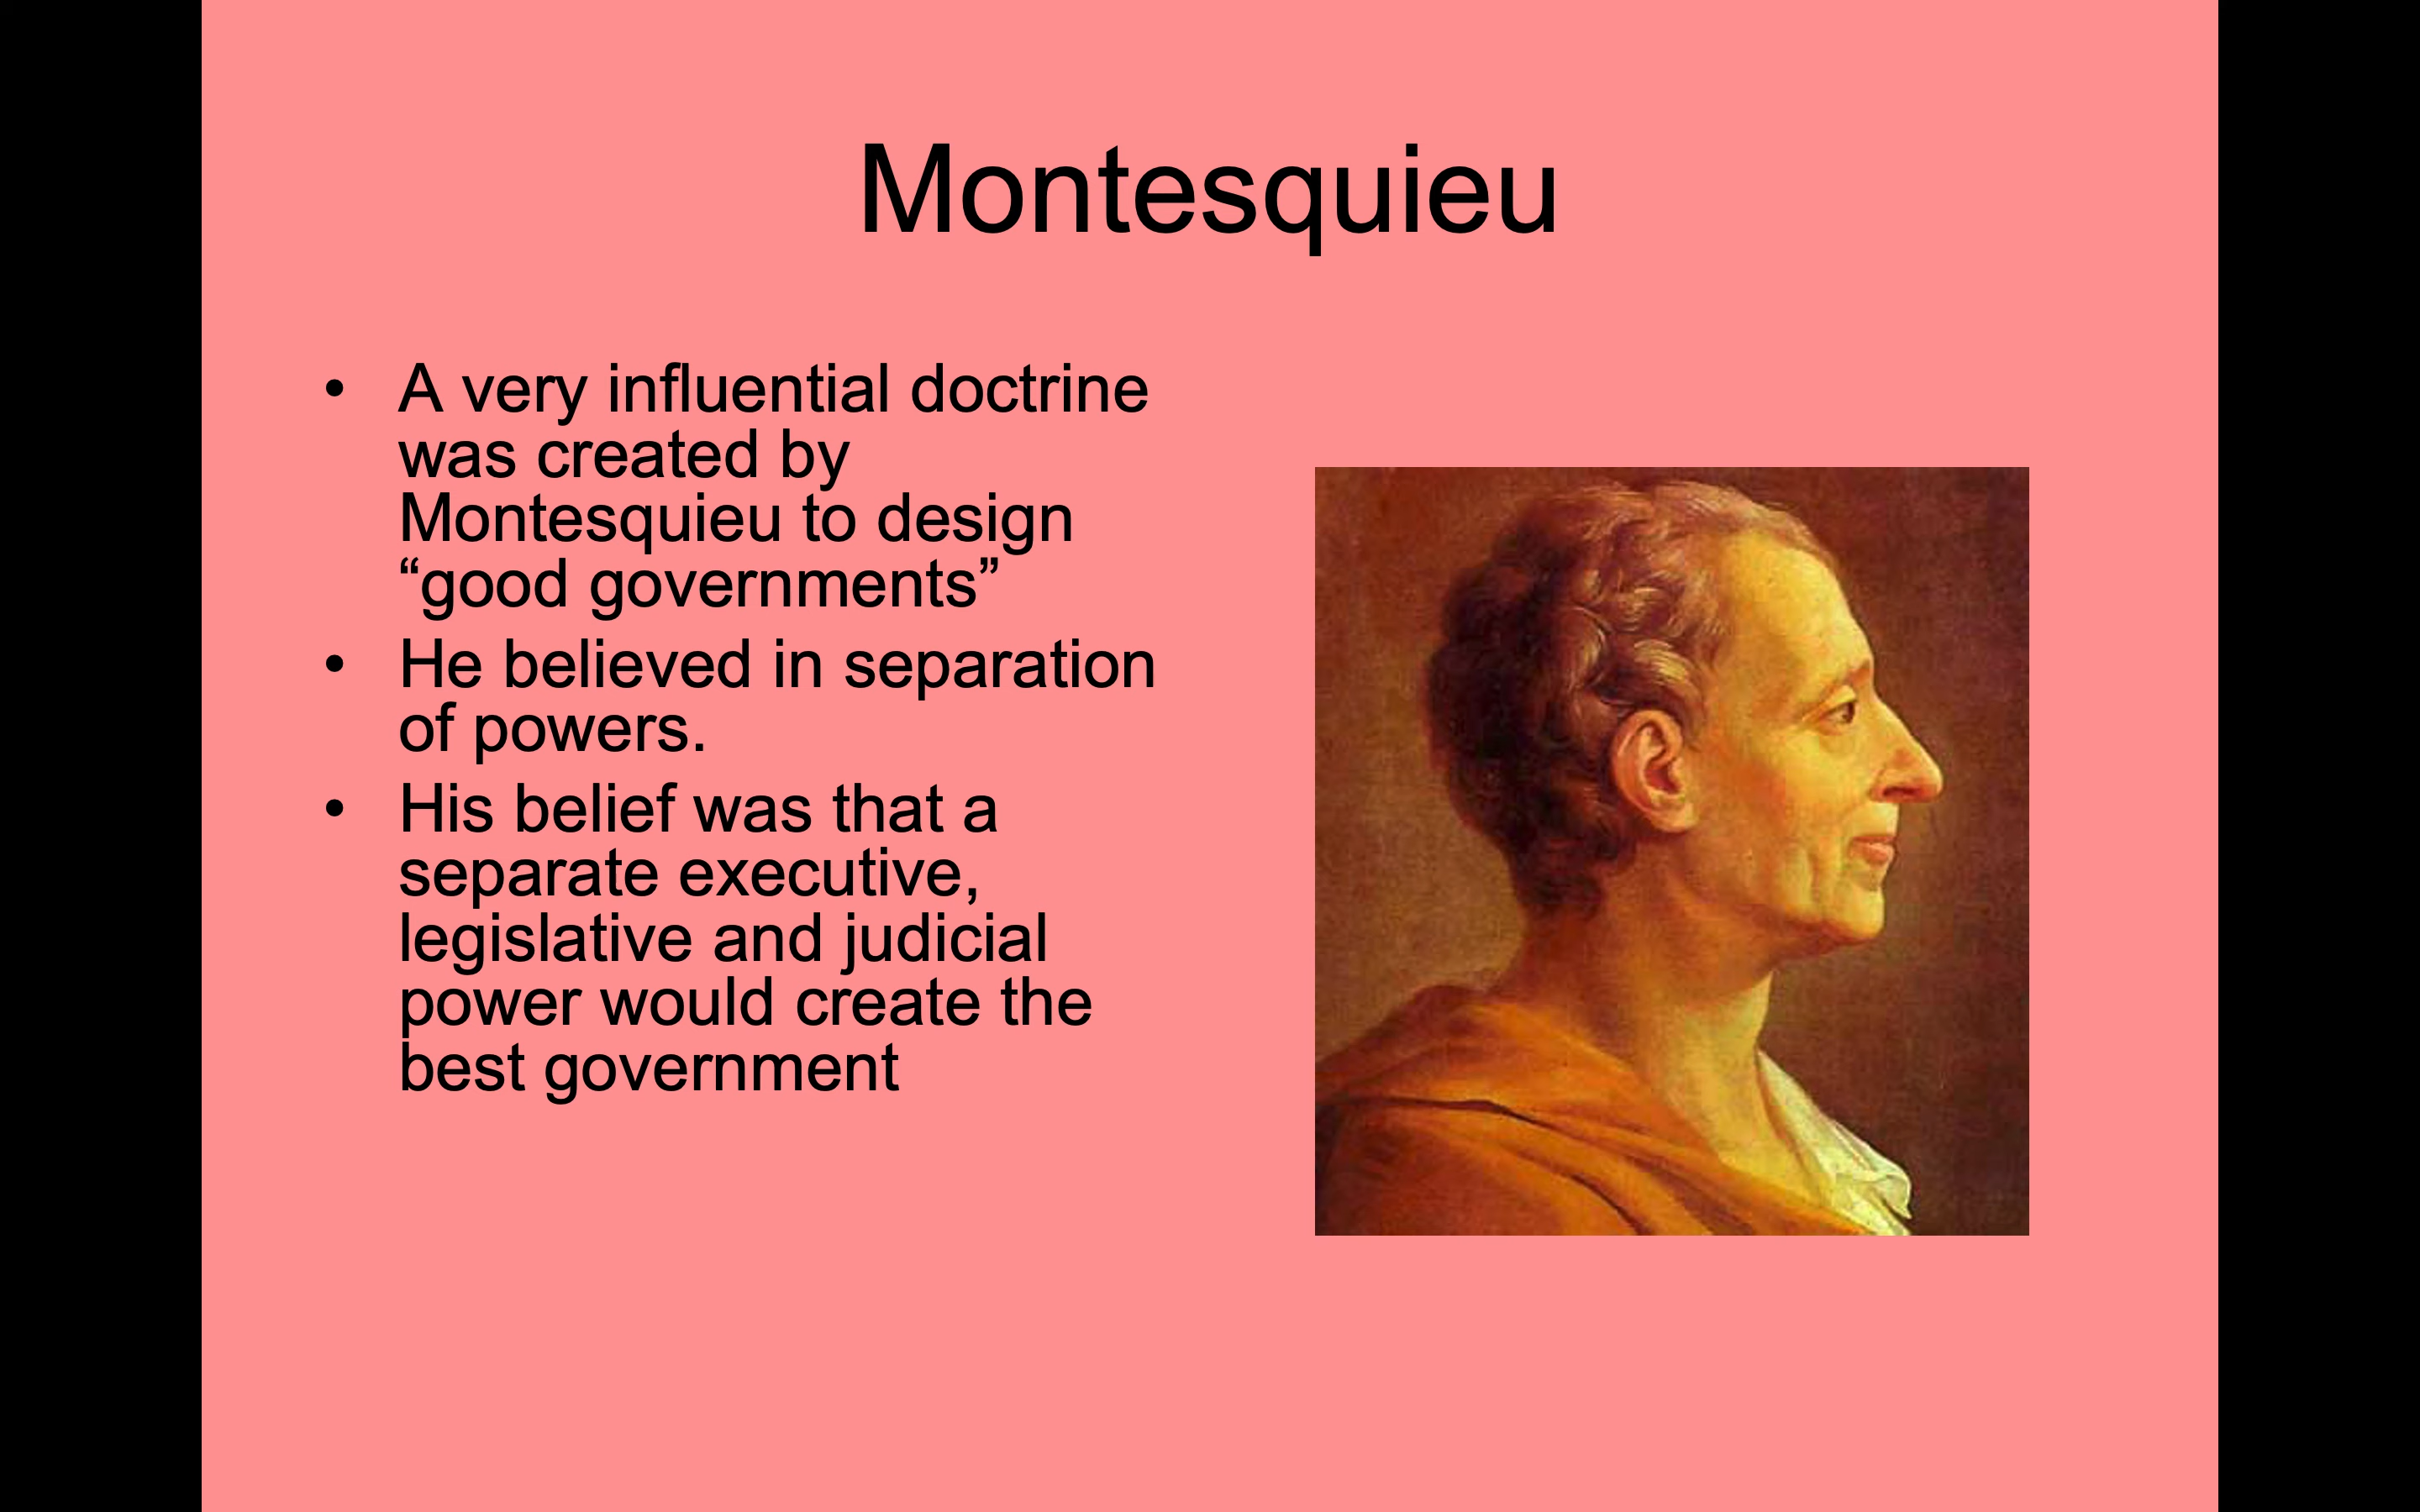 Montesquieu
• A very influential doctrine
was created by
Montesquieu to design
“good governments”
• He believed in separation
of powers.
• His belief was that a
separate executive,
legislative and judicial
power would create the
best government